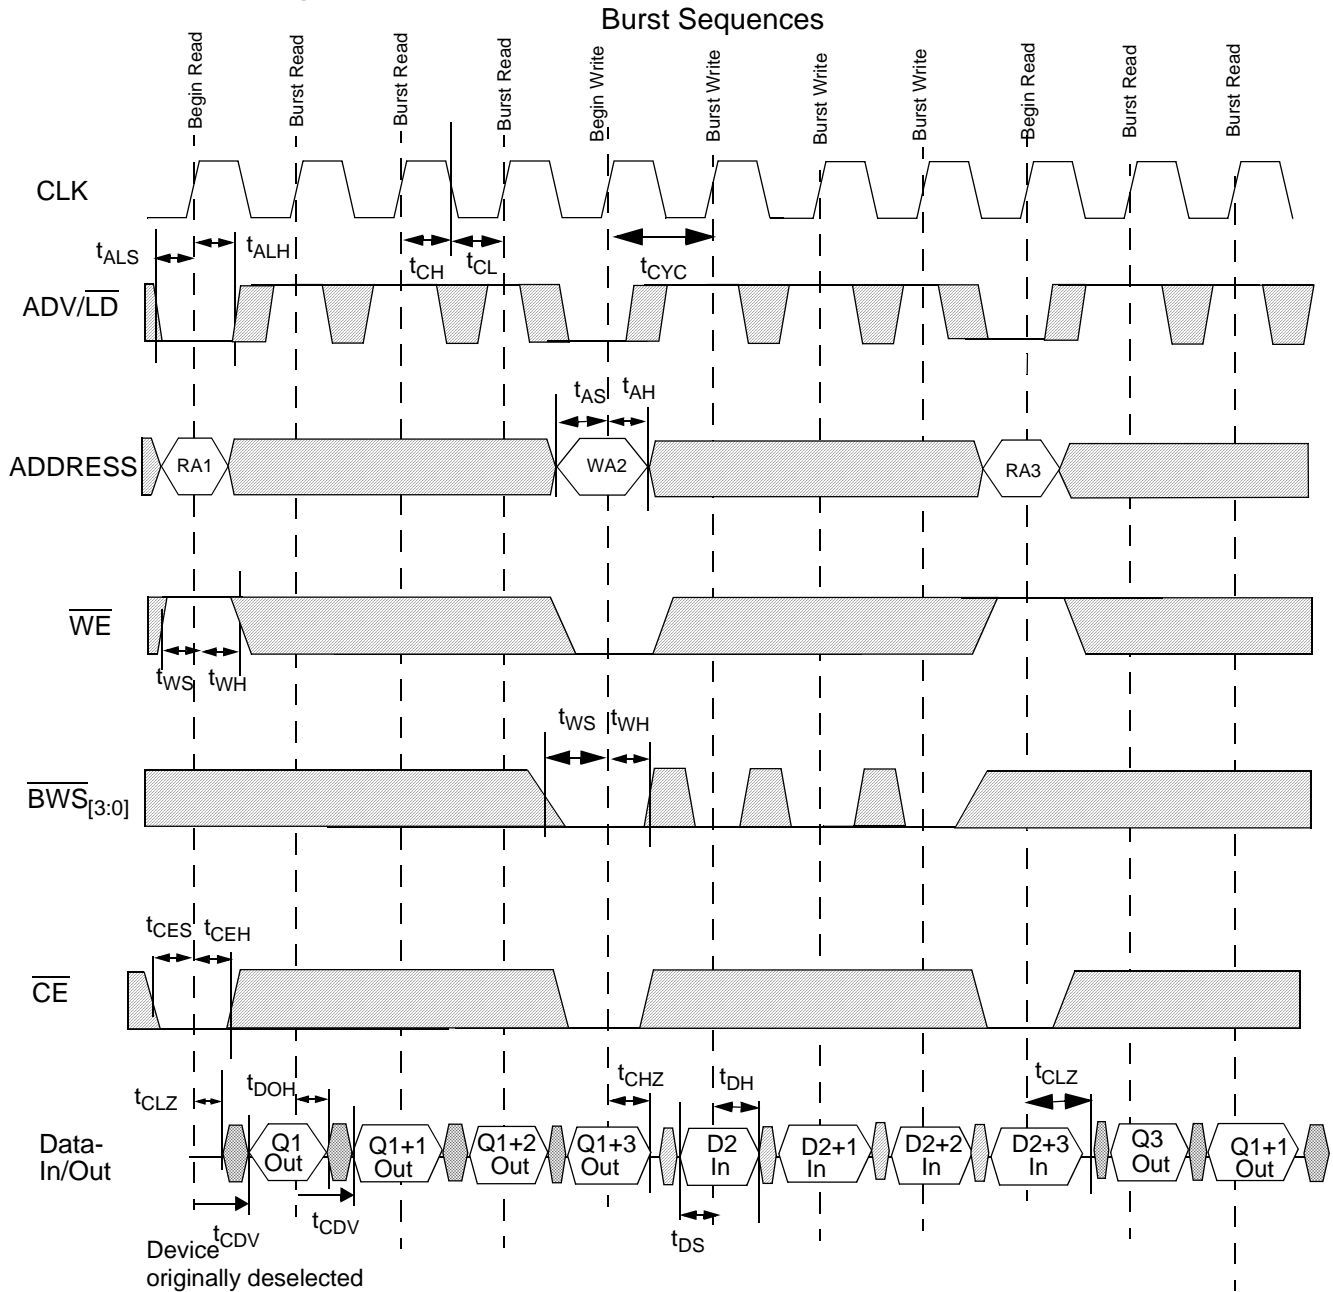 Burst Sequences
Begin Read
Burst Read
Burst Read
Burst Read
Begin Write
Burst Write
Burst Write
Burst Write
Begin Read
Burst Read
Burst Read
CLK
tALS
tALH
tCH
tCL
tCYC
ADV/LD
tAS
tAH
ADDRESS
RA1
WA2
RA3
WE
tWS
tWH
tWS
tWH
BWS[3:0]
tCES
tCEH
CE
tCLZ
tDOH
tCHZ
tDH
tCLZ
Data-
In/Out
Q1
Out
Q1+1
Out
Q1+2
Out
Q1+3
Out
D2
In
D2+1
In
D2+2
In
D2+3
In
Q3
Out
Q1+1
Out
tCDV
tCDV
tDS
Device
originally deselected